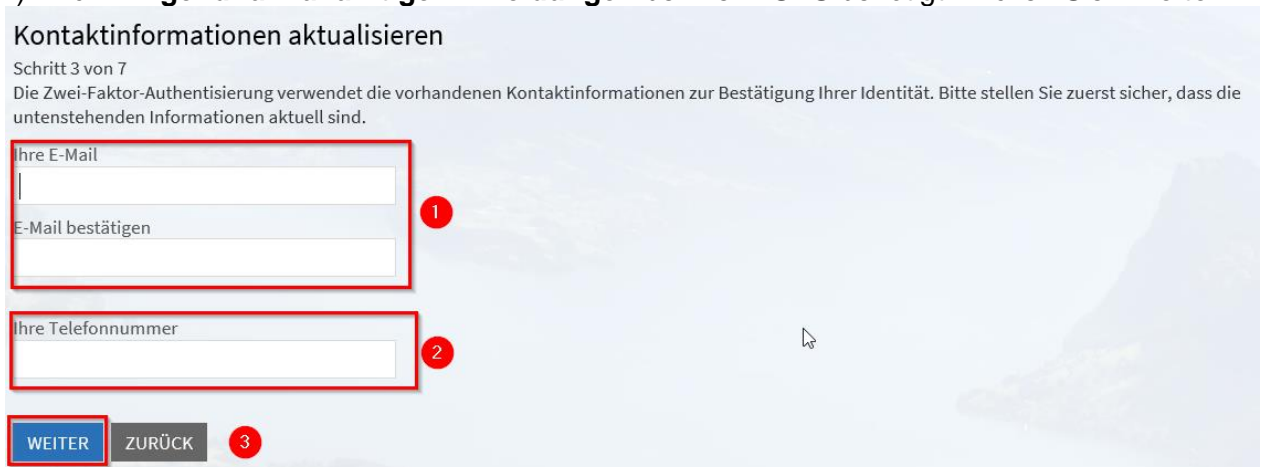 Kontaktinformationen aktualisieren
Schritt 3 von 7
Die Zwei-Faktor-Authentisierung verwendet die vorhandenen Kontaktinformationen zur Bestätigung Ihrer Identität. Bitte stellen Sie zuerst sicher, dass die
untenstehenden Informationen aktuell sind.
Ihre E-Mail
1
E-Mail bestätigen
Ihre Telefonnummer
2
WEITER ZURÜCK 3